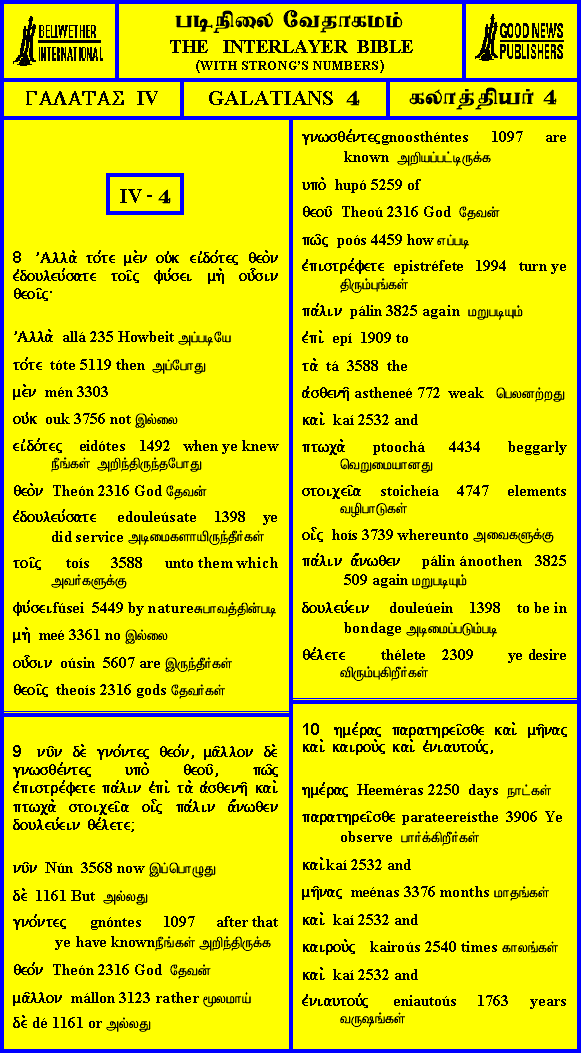 BELLWETHER
INTERNATIONAL
படிநிலை வேதாகமம்
THE INTERLAYER BIBLE
(WITH STRONG'S NUMBERS)
GOOD NEWS
PUBLISHERS
ΓΑΛΑΤΑΣ IV
GALATIANS 4
கலாத்தியர் 4
IV - 4
8 Ἀλλὰ τότε μὲν οὐκ εἰδότες θεὸν
ἐδουλεύσατε τοῖς φύσει μὴ οὖσιν
θεοῖς·
Ἀλλὰ allá 235 Howbeit அப்படியே
τότε tóte 5119 then அப்போது
μὲν mén 3303
οὐκ ouk 3756 not இல்லை
εἰδότες eidótes 1492 when ye knew
நீங்கள் அறிந்திருந்தபோது
θεὸν Theón 2316 God தேவன்
ἐδουλεύσατε edouleúsate 1398 ye
did service அடிமைகளாயிருந்தீர்கள்
τοῖς toís 3588 unto them which
அவர்களுக்கு
φύσει fúsei 5449 by nature சுபாவத்தின்படி
μὴ meé 3361 no இல்லை
οὖσιν oúsin 5607 are இருந்தீர்கள்
θεοῖς theoís 2316 gods தேவர்கள்
9 νῦν δὲ γνόντες θεόν, μᾶλλον δὲ
γνωσθέντες υπὸ θεοῦ, πῶς
ἐπιστρέφετε πάλιν ἐπὶ τὰ ἀσθενῆ καὶ
πτωχὰ στοιχεῖα οἷς πάλιν ἄνωθεν
δουλεύειν θέλετε;
νῦν Nún 3568 now இப்பொழுது
δὲ 1161 But அல்லது
γνόντες gnóntes 1097 after that
ye have known நீங்கள் அறிந்திருக்க
θεόν Theón 2316 God தேவன்
μᾶλλον mállon 3123 rather மூலமாய்
δὲ dé 1161 or அல்லது
γνωσθέντες gnoosthéntes 1097 are
known அறியப்பட்டிருக்க
υπὸ hupó 5259 of
θεοῦ Theoú 2316 God தேவன்
πῶς poós 4459 how எப்படி
ἐπιστρέφετε epistréfete 1994 turn ye
திரும்புங்கள்
πάλιν pálin 3825 again மறுபடியும்
ἐπὶ epí 1909 to
τὰ tá 3588 the
ἀσθενῆ astheneé 772 weak பெலனற்றது
καὶ kaí 2532 and
πτωχὰ ptoochá 4434 beggarly
வெறுமையானது
στοιχεῖα stoicheía 4747 elements
வழிபாடுகள்
οἷς hoís 3739 whereunto அவைகளுக்கு
πάλιν ἄνωθεν pálin ánoothen 3825
509 again மறுபடியும்
δουλεύειν douleúein 1398 to be in
bondage அடிமைப்படும்படி
θέλετε thélete 2309 ye desire
விரும்புகிறீர்கள்
10 ημέρας παρατηρεῖσθε καὶ μῆνας
καὶ καιροὺς καὶ ἐνιαυτούς,
ημέρας Heeméras 2250 days நாட்கள்
παρατηρεῖσθε parateereísthe 3906 Ye
observe பார்க்கிறீர்கள்
καὶ kaí 2532 and
μῆνας meénas 3376 months மாதங்கள்
καὶ kaí 2532 and
καιροὺς kairoús 2540 times காலங்கள்
καὶ kaí 2532 and
ἐνιαυτούς eniautoús 1763 years
வருஷங்கள்